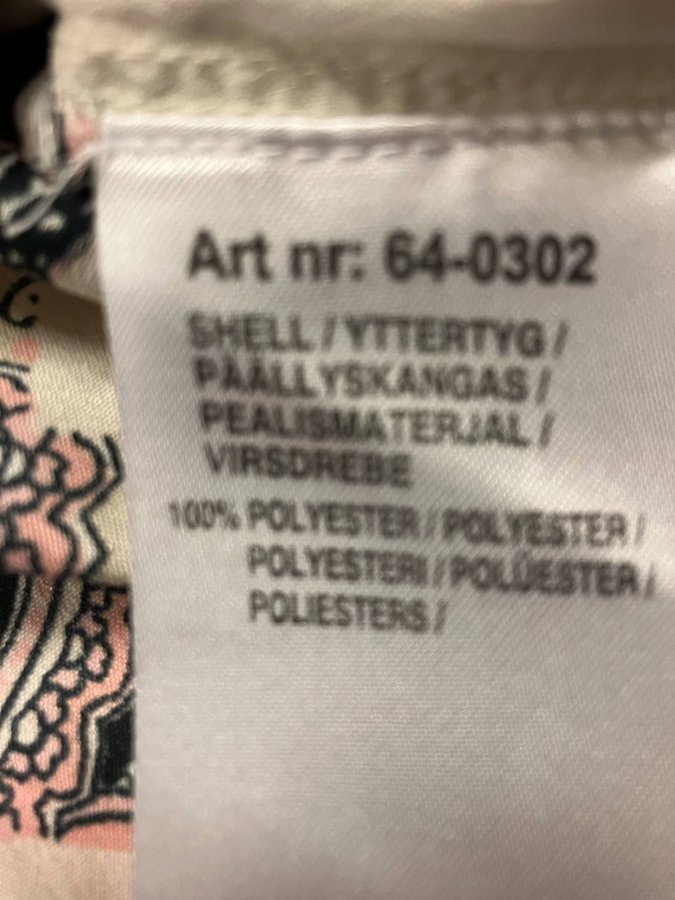 Art nr: 64-0302
SHELL / YTTERTYG /
PÄÄLLYSKANGAS /
PEALISMATERJAL /
VIRSDREBE
100% POLYESTER / POLYESTER /
POLYESTERI / POLÜESTER /
POLIESTERS /